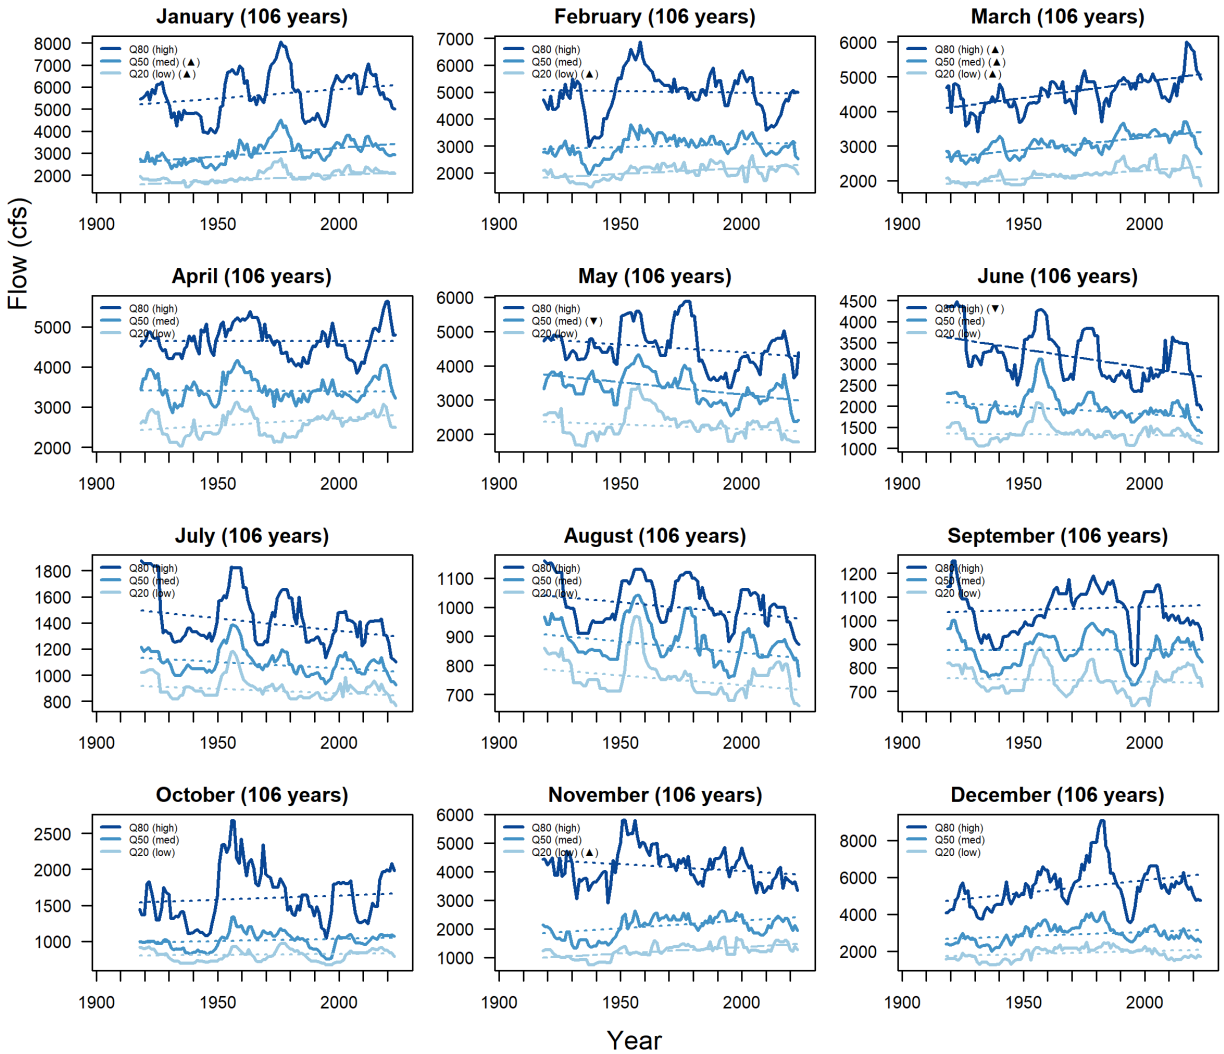 January (106 years)
Q80 (high)
Q50 (med) (▲)
Q20 (low) (▲)
8000
7000
6000
5000
4000
3000
2000
1900
1950
2000
February (106 years)
Q80 (high)
Q50 (med)
Q20 (low) (▲)
7000
6000
5000
4000
3000
2000
1900
1950
2000
March (106 years)
Q80 (high) (▲)
Q50 (med) (▲)
Q20 (low) (▲)
6000
5000
4000
3000
2000
1900
1950
2000
Flow (cfs)
April (106 years)
Q80 (high)
Q50 (med)
Q20 (low)
5000
4000
3000
2000
1900
1950
2000
May (106 years)
Q80 (high)
Q50 (med) (▼)
Q20 (low)
6000
5000
4000
3000
2000
1900
1950
2000
June (106 years)
Q80 (high) (▼)
Q50 (med)
Q20 (low)
4500
4000
3500
3000
2500
2000
1500
1000
1900
1950
2000
July (106 years)
Q80 (high)
Q50 (med)
Q20 (low)
1800
1600
1400
1200
1000
800
1900
1950
2000
August (106 years)
Q80 (high)
Q50 (med)
Q20 (low)
1100
1000
900
800
700
1900
1950
2000
September (106 years)
Q80 (high)
Q50 (med)
Q20 (low)
1200
1100
1000
900
800
700
1900
1950
2000
October (106 years)
Q80 (high)
Q50 (med)
Q20 (low)
2500
2000
1500
1000
1900
1950
2000
November (106 years)
Q80 (high)
Q50 (med)
Q20 (low) (▲)
6000
5000
4000
3000
2000
1000
1900
1950
2000
December (106 years)
Q80 (high)
Q50 (med)
Q20 (low)
8000
6000
4000
2000
1900
1950
2000
Year